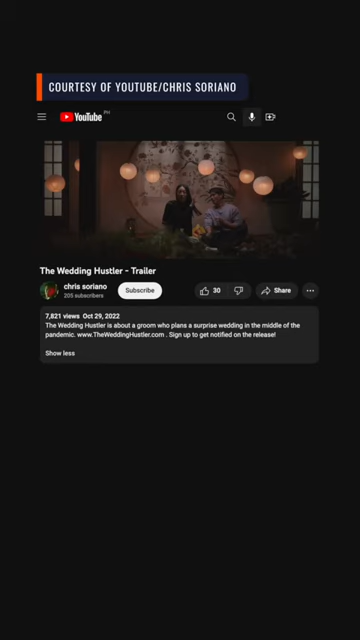 COURTESY OF YOUTUBE/CHRIS SORIANO
YouTube PH
The Wedding Hustler - Trailer
chris soriano
205 subscribers
Subscribe
30
Share
7,821 views Oct 29, 2022
The Wedding Hustler is about a groom who plans a surprise wedding in the middle of the
pandemic. www.TheWeddingHustler.com . Sign up to get notified on the release!
Show less